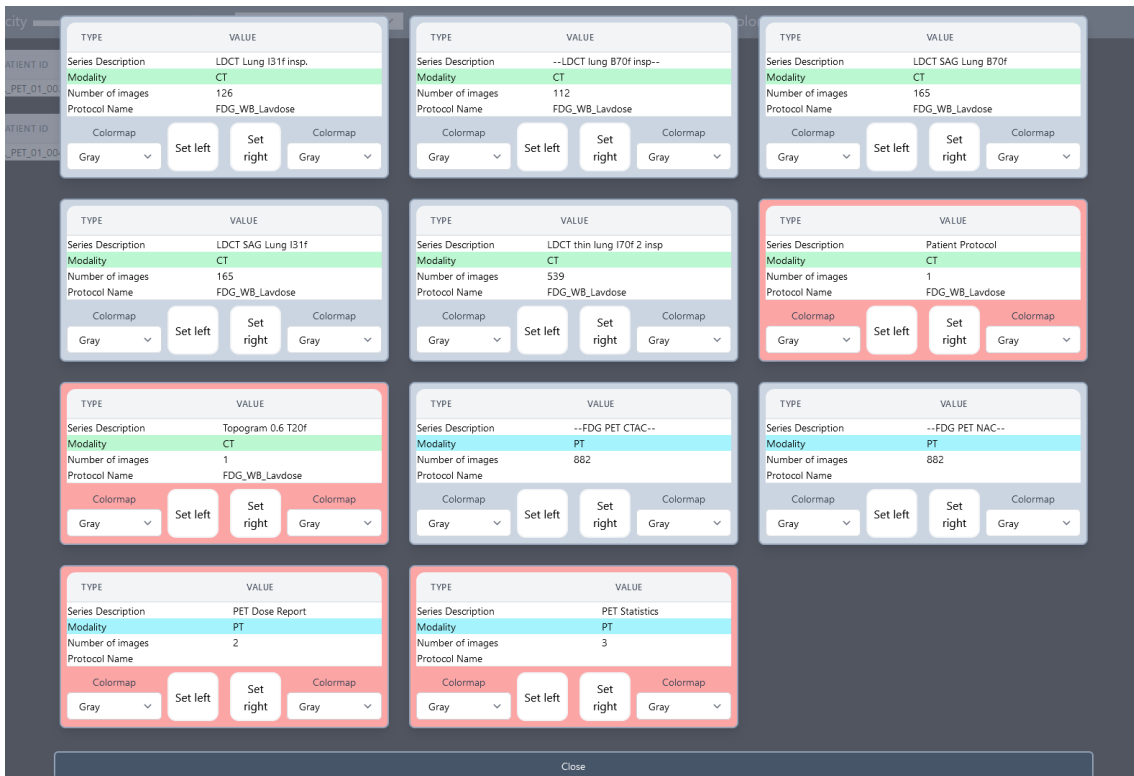 city
TYPE VALUE
Series Description LDCT Lung I31f insp.
Modality CT
Number of images 126
Protocol Name FDG_WB_Lavdose
Colormap Set left Set right Colormap
Gray Gray
TYPE VALUE
Series Description --LDCT lung B70f insp--
Modality CT
Number of images 112
Protocol Name FDG_WB_Lavdose
Colormap Set left Set right Colormap
Gray Gray
TYPE VALUE
Series Description LDCT SAG Lung B70f
Modality CT
Number of images 165
Protocol Name FDG_WB_Lavdose
Colormap Set left Set right Colormap
Gray Gray
ATIENT ID
ATIENT ID
TYPE VALUE
Series Description LDCT SAG Lung I31f
Modality CT
Number of images 165
Protocol Name FDG_WB_Lavdose
Colormap Set left Set right Colormap
Gray Gray
TYPE VALUE
Series Description LDCT thin lung I70f 2 insp
Modality CT
Number of images 539
Protocol Name FDG_WB_Lavdose
Colormap Set left Set right Colormap
Gray Gray
TYPE VALUE
Series Description Patient Protocol
Modality CT
Number of images 1
Protocol Name FDG_WB_Lavdose
Colormap Set left Set right Colormap
Gray Gray
TYPE VALUE
Series Description Topogram 0.6 T20f
Modality CT
Number of images 1
Protocol Name FDG_WB_Lavdose
Colormap Set left Set right Colormap
Gray Gray
TYPE VALUE
Series Description --FDG PET CTAC--
Modality PT
Number of images 882
Protocol Name
Colormap Set left Set right Colormap
Gray Gray
TYPE VALUE
Series Description --FDG PET NAC--
Modality PT
Number of images 882
Protocol Name
Colormap Set left Set right Colormap
Gray Gray
TYPE VALUE
Series Description PET Dose Report
Modality PT
Number of images 2
Protocol Name
Colormap Set left Set right Colormap
Gray Gray
TYPE VALUE
Series Description PET Statistics
Modality PT
Number of images 3
Protocol Name
Colormap Set left Set right Colormap
Gray Gray
Close